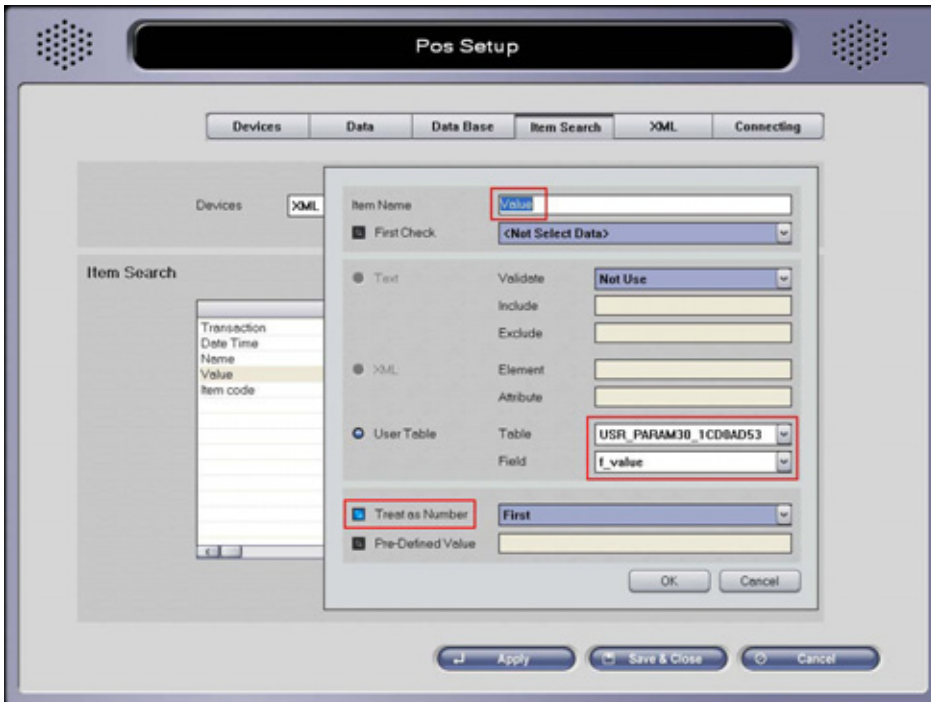 Pos Setup
Devices Data Data Base Item Search XML Connecting
Devices XML
Item Name Value
First Check <Not Select Data>
Item Search
Text Validate Not Use
Include
Exclude
Transaction
Date Time
Name
Value
Item code
XML Element
Attribute
User Table Table USR_PARAM30_1CD0AD53
Field f_value
Treat as Number First
Pre-Defined Value
OK Cancel
Apply Save & Close Cancel